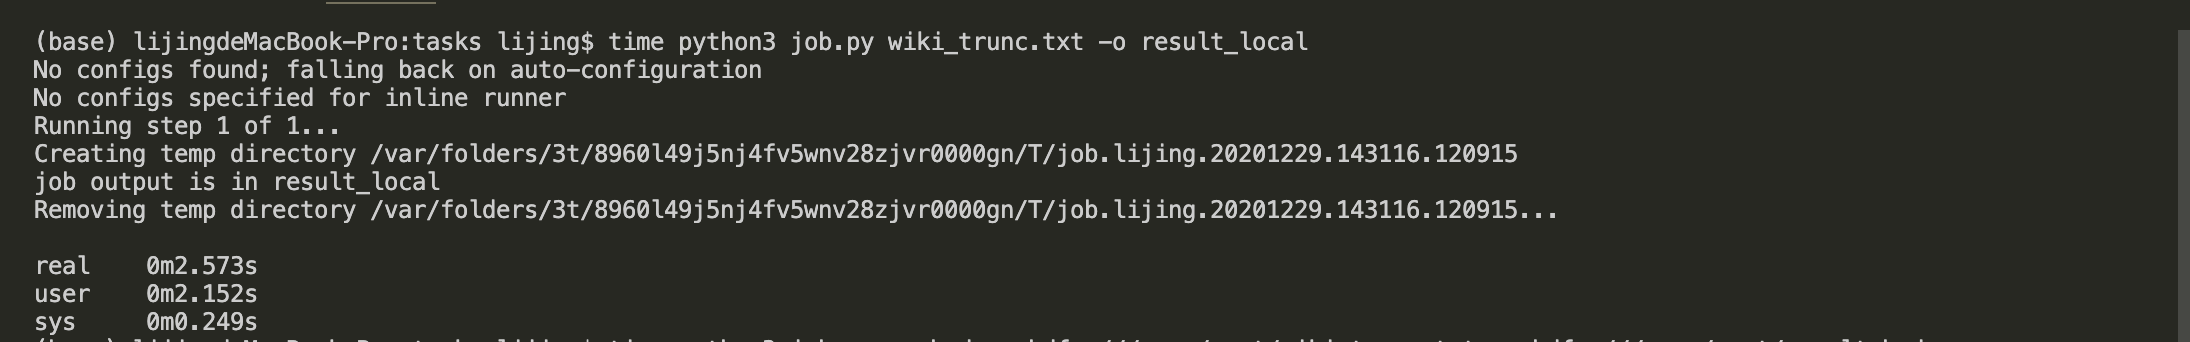 (base) lijingdeMacBook-Pro:tasks lijing$ time python3 job.py wiki_trunc.txt -o result_local
No configs found; falling back on auto-configuration
No configs specified for inline runner
Running step 1 of 1...
Creating temp directory /var/folders/3t/8960l49j5nj4fv5wnv28zjvr0000gn/T/job.lijing.20201229.143116.120915
job output is in result_local
Removing temp directory /var/folders/3t/8960l49j5nj4fv5wnv28zjvr0000gn/T/job.lijing.20201229.143116.120915...
real    0m2.573s
user    0m2.152s
sys     0m0.249s